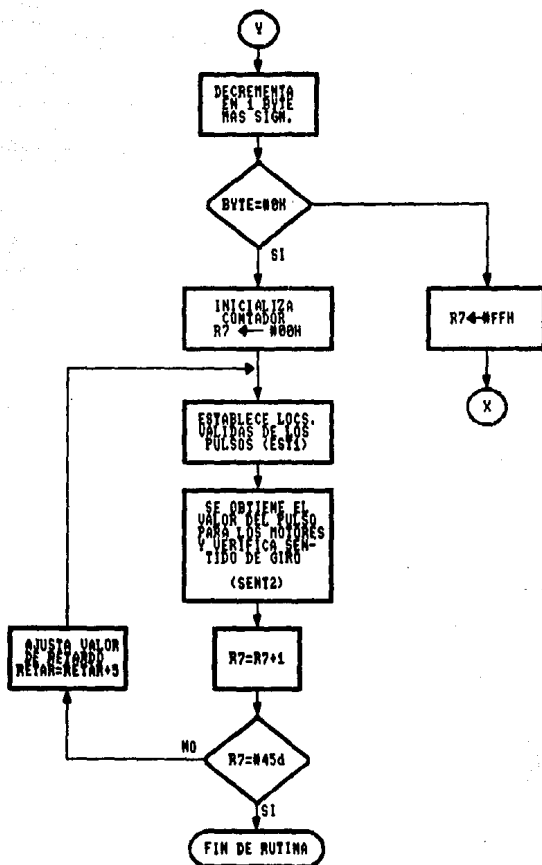 Y
DECREMENTA
EN 1 BYTE
MAS SIGN.
BYTE=#0H
SI
INICIALIZA
CONTADOR
R7 ← #00H
R7←#FFH
X
ESTABLECE LOCS.
VALIDAS DE LOS
PULSOS (EST1)
SE OBTIENE EL
VALOR DEL PULSO
PARA LOS MOTORES
Y VERIFICA SEN-
TIDO DE GIRO
(SENT2)
AJUSTA VALOR
DE RETARDO
RETAR=RETAR+5
R7=R7+1
NO
R7=#45d
SI
FIN DE RUTINA